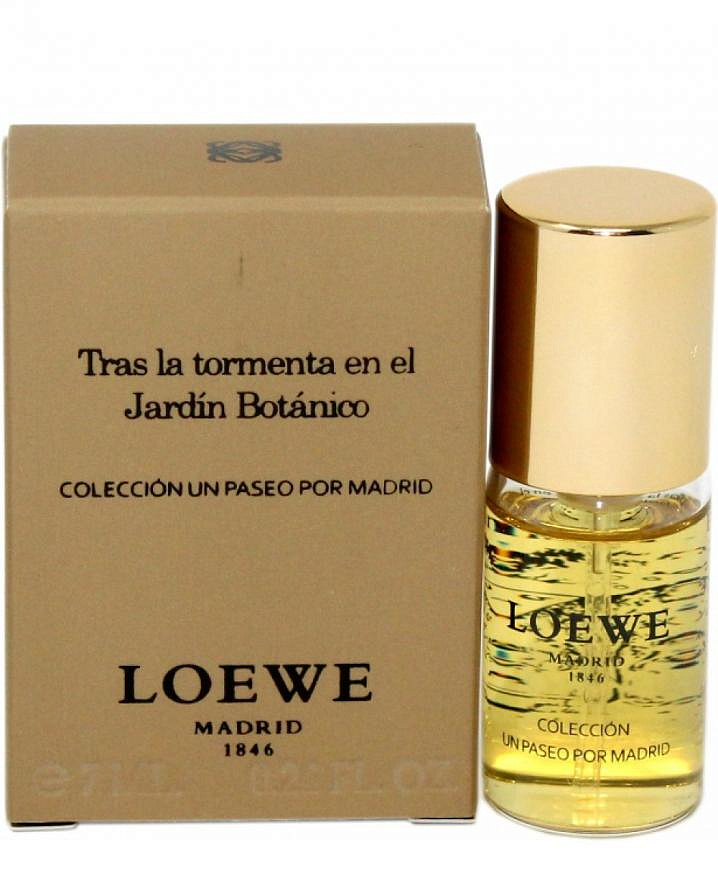 Tras la tormenta en el
Jardín Botánico
COLECCIÓN UN PASEO POR MADRID
LOEWE
MADRID
1846
LOEWE
MADRID
1846
COLECCIÓN
UN PASEO POR MADRID